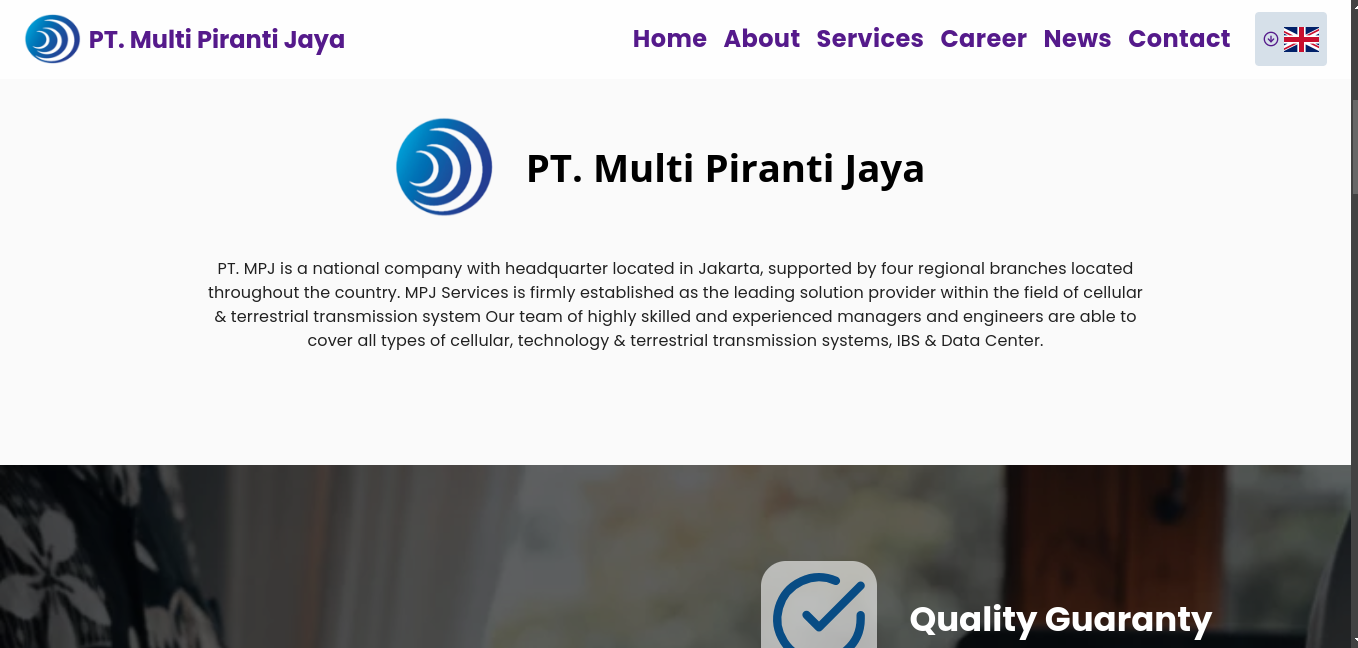 PT. Multi Piranti Jaya
Home About Services Career News Contact
PT. Multi Piranti Jaya
PT. MPJ is a national company with headquarter located in Jakarta, supported by four regional branches located
throughout the country. MPJ Services is firmly established as the leading solution provider within the field of cellular
& terrestrial transmission system Our team of highly skilled and experienced managers and engineers are able to
cover all types of cellular, technology & terrestrial transmission systems, IBS & Data Center.
Quality Guaranty